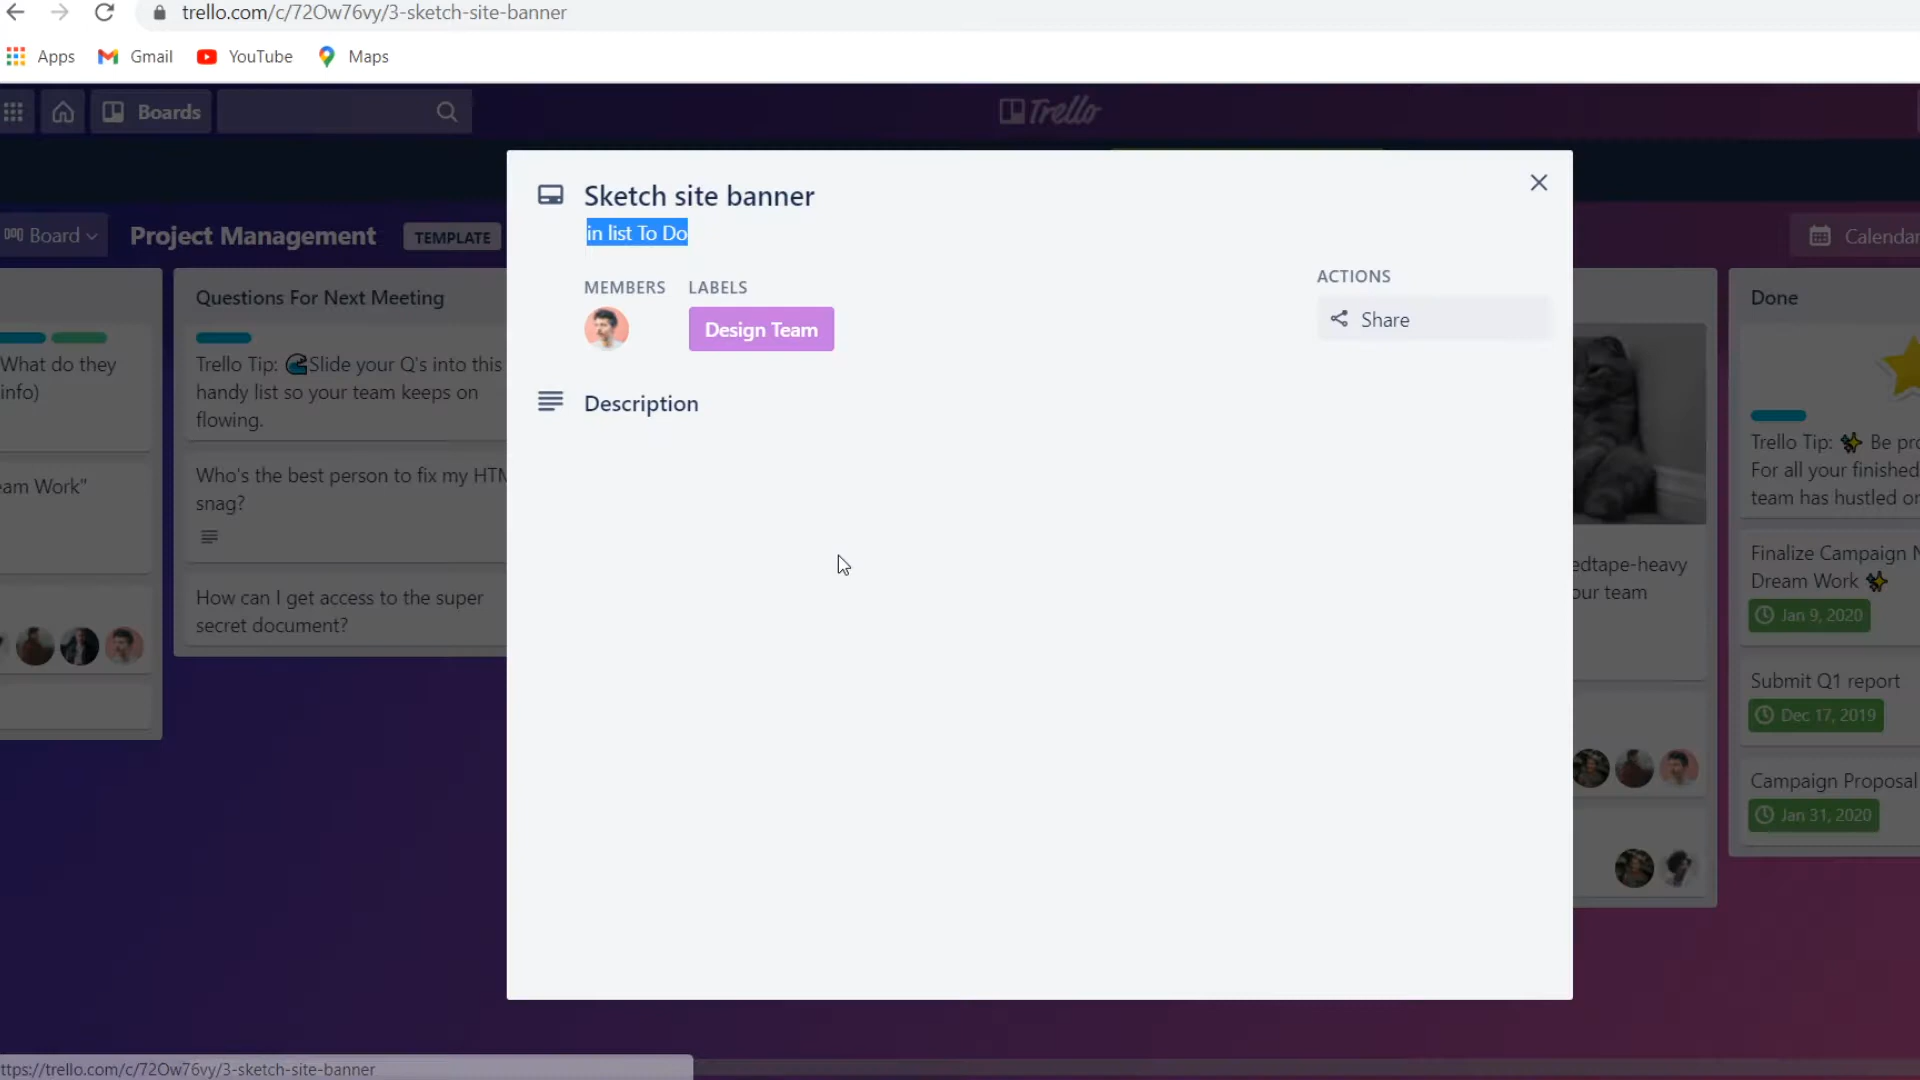 trello.com/c/72Ow76vy/3-sketch-site-banner
Apps
Gmail
YouTube
Maps
Boards
Trello
Board
Project Management
TEMPLATE
Calendar
What do they
info)
am Work"
Questions For Next Meeting
Trello Tip: 🌊Slide your Q's into this
handy list so your team keeps on
flowing.
Who's the best person to fix my HTM
snag?
How can I get access to the super
secret document?
Sketch site banner
in list To Do
MEMBERS
LABELS
Design Team
Description
ACTIONS
Share
edtape-heavy
our team
Done
Trello Tip: ✨ Be pro
For all your finished
team has hustled on
Finalize Campaign N
Dream Work ✨
Jan 9, 2020
Submit Q1 report
Dec 17, 2019
Campaign Proposal
Jan 31, 2020
ttps://trello.com/c/72Ow76vy/3-sketch-site-banner